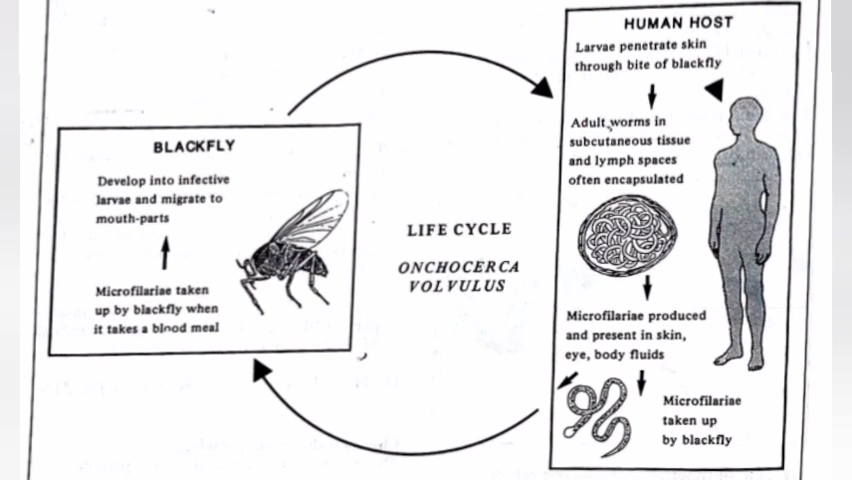 HUMAN HOST
Larvae penetrate skin
through bite of blackfly
Adult worms in
subcutaneous tissue
and lymph spaces
often encapsulated
Microfilariae produced
and present in skin,
eye, body fluids
Microfilariae
taken up
by blackfly
BLACKFLY
Develop into infective
larvae and migrate to
mouth-parts
Microfilariae taken
up by blackfly when
it takes a blood meal
LIFE CYCLE
ONCHOCERCA
VOLVULUS